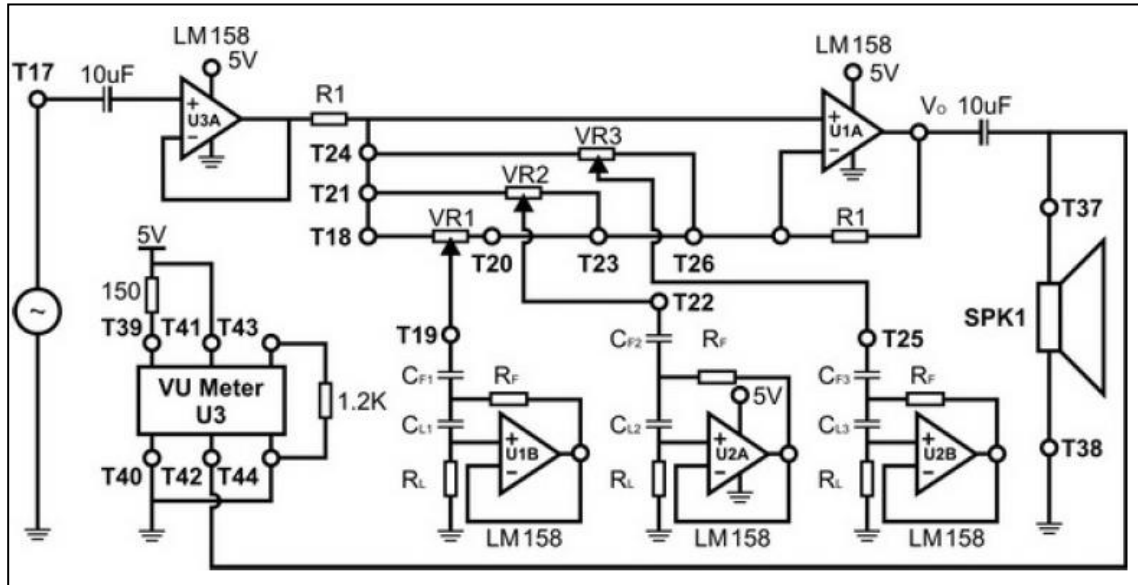 LM158
5V
T17
10uF
+
U3A
−
R1
LM158
5V
+
U1A
−
Vo
10uF
VR3
T24
VR2
T21
VR1
T18
T20
T23
T26
R1
T37
5V
150
T39
T41
T43
VU Meter
U3
1.2K
T40
T42
T44
~
T19
CF1
RF
CL1
+
U1B
−
RL
LM158
T22
CF2
RF
5V
CL2
+
U2A
−
RL
LM158
T25
CF3
RF
CL3
+
U2B
−
RL
LM158
SPK1
T38